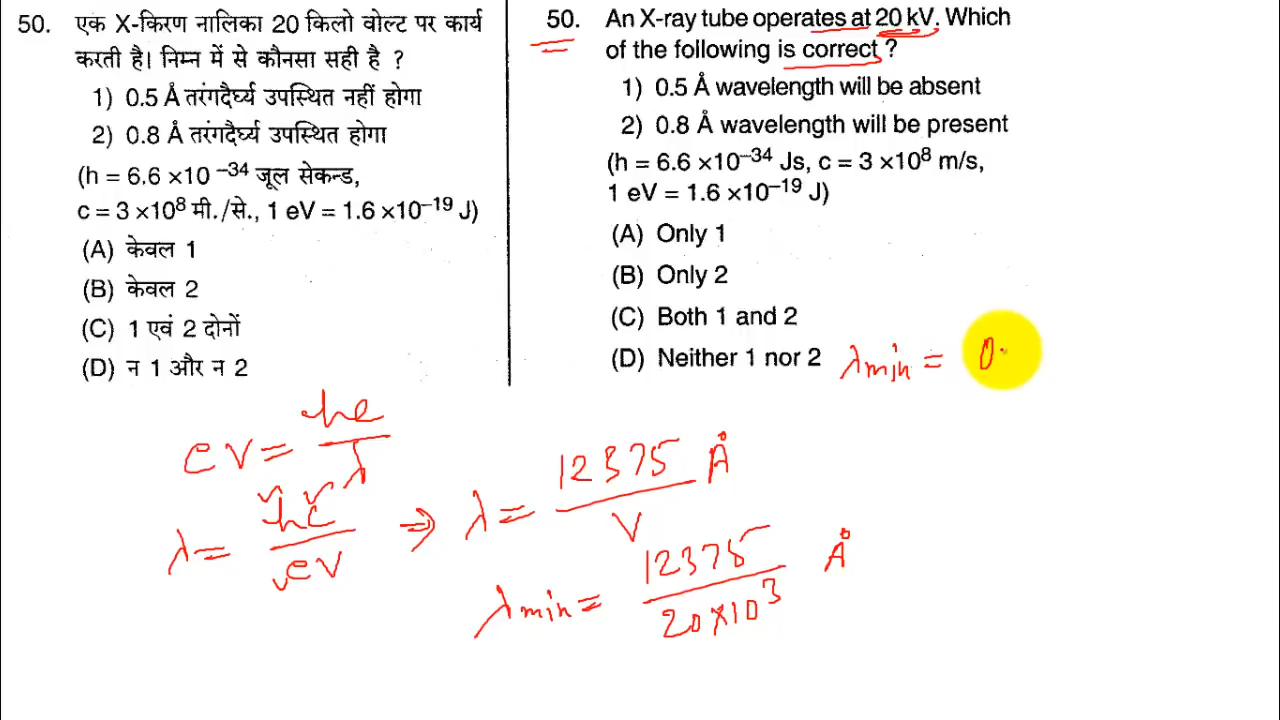 50. एक X-किरण नालिका 20 किलो वोल्ट पर कार्य
करती है। निम्न में से कौनसा सही है ?
1) 0.5 Å तरंगदैर्घ्य उपस्थित नहीं होगा
2) 0.8 Å तरंगदैर्घ्य उपस्थित होगा
(h = 6.6 ×10⁻³⁴ जूल सेकन्ड,
c = 3 ×10⁸ मी./से., 1 eV = 1.6 ×10⁻¹⁹ J)
(A) केवल 1
(B) केवल 2
(C) 1 एवं 2 दोनों
(D) न 1 और न 2
50. An X-ray tube operates at 20 kV. Which
of the following is correct ?
1) 0.5 Å wavelength will be absent
2) 0.8 Å wavelength will be present
(h = 6.6 ×10⁻³⁴ Js, c = 3 ×10⁸ m/s,
1 eV = 1.6 ×10⁻¹⁹ J)
(A) Only 1
(B) Only 2
(C) Both 1 and 2
(D) Neither 1 nor 2
λmin = 0.
eV = hc/λ
λ = hc/eV ⇒ λ = 12375/V Å
λmin = 12375/20×10³ Å